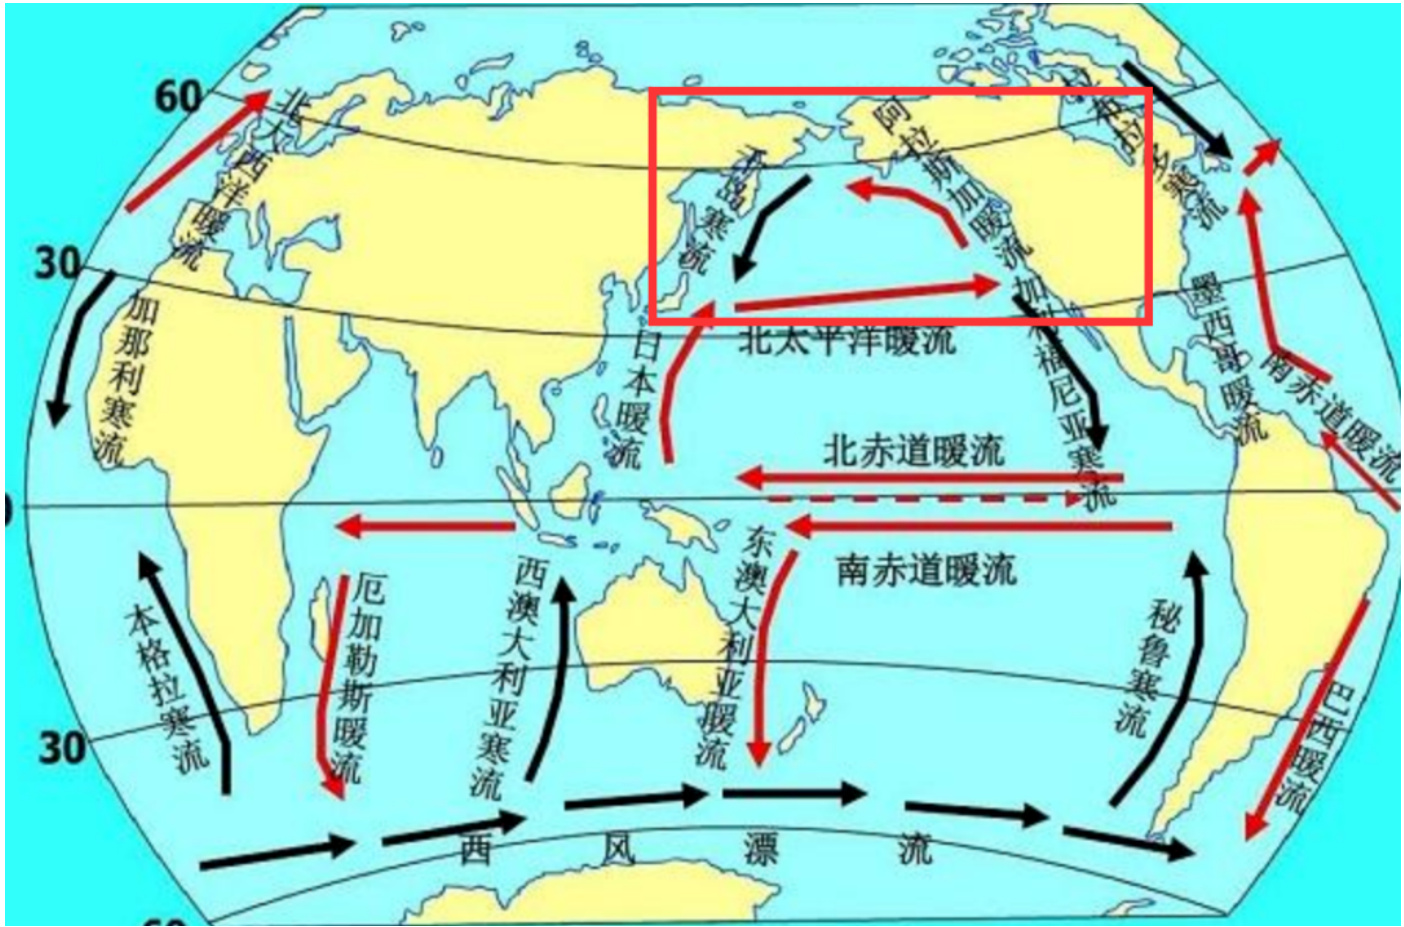 60
北大西洋暖流
30
加那利寒流
千岛寒流
阿拉斯加暖流
拉布拉多寒流
日本暖流
北太平洋暖流
加利福尼亚寒流
墨西哥暖流
南赤道暖流
北赤道暖流
0
南赤道暖流
本格拉寒流
厄加勒斯暖流
西澳大利亚寒流
东澳大利亚暖流
秘鲁寒流
巴西暖流
30
西风漂流
60